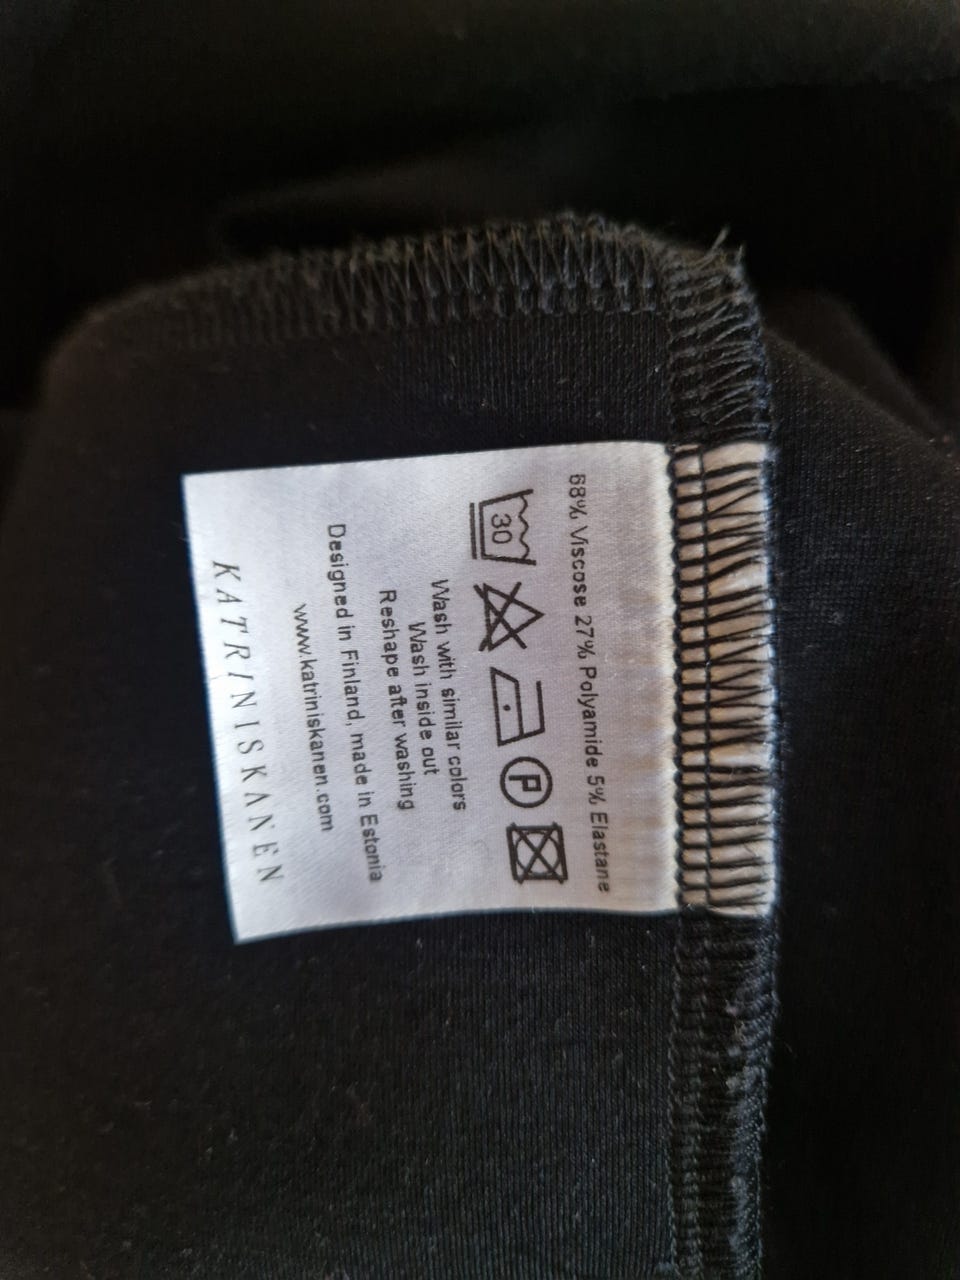 68% Viscose 27% Polyamide 5% Elastane
30 P
Wash with similar colors
Wash inside out
Reshape after washing
Designed in Finland, made in Estonia
www.katriniskanen.com
KATRINISKANEN